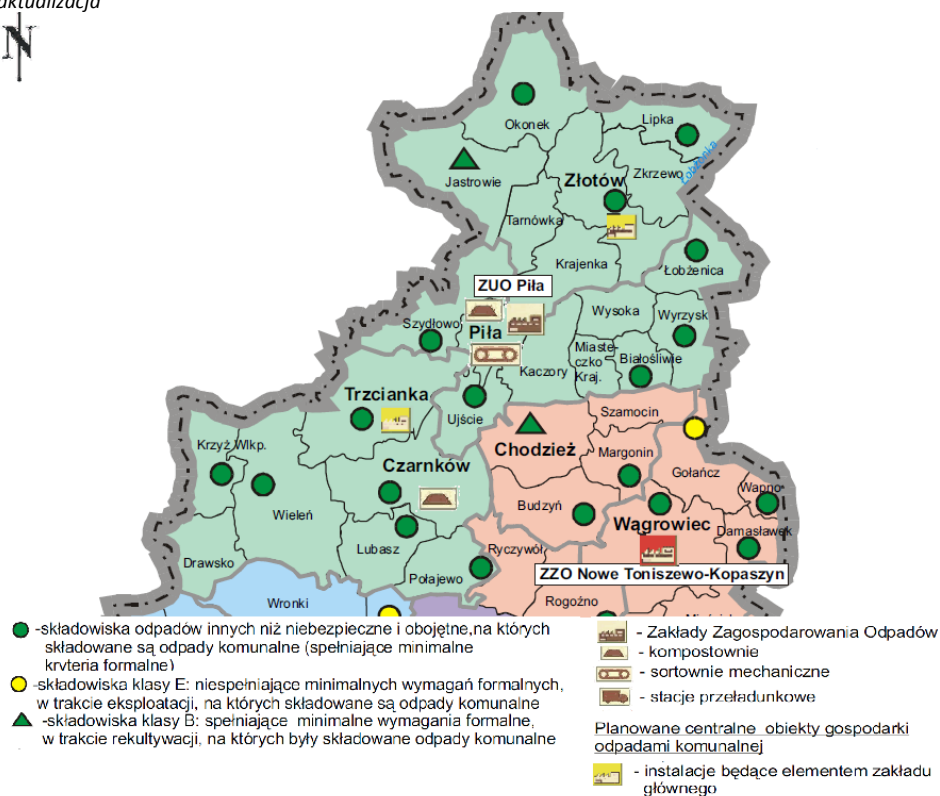 aktualizacja
N
Okonek
Lipka
Jastrowie
Złotów
Zkrzewo
Łobżonka
Tarnówka
Krajenka
Łobżenica
ZUO Piła
Szydłowo
Piła
Wysoka
Wyrzysk
Miaste
czko
Kraj.
Białośliwie
Kaczory
Trzcianka
Ujście
Szamocin
Krzyż Wlkp.
Chodzież
Margonin
Gołańcz
Czarnków
Wapno
Wieleń
Budzyń
Wągrowiec
Damasławek
Lubasz
Ryczywół
Drawsko
Połajewo
ZZO Nowe Toniszewo-Kopaszyn
Wronki
Rogoźno
-składowiska odpadów innych niż niebezpieczne i obojętne,na których
składowane są odpady komunalne (spełniające minimalne
kryteria formalne)
-składowiska klasy E: niespełniające minimalnych wymagań formalnych,
w trakcie eksploatacji, na których składowane są odpady komunalne
-składowiska klasy B: spełniające minimalne wymagania formalne,
w trakcie rekultywacji, na których były składowane odpady komunalne
- Zakłady Zagospodarowania Odpadów
- kompostownie
- sortownie mechaniczne
- stacje przeładunkowe
Planowane centralne obiekty gospodarki
odpadami komunalnej
- instalacje będące elementem zakładu
głównego